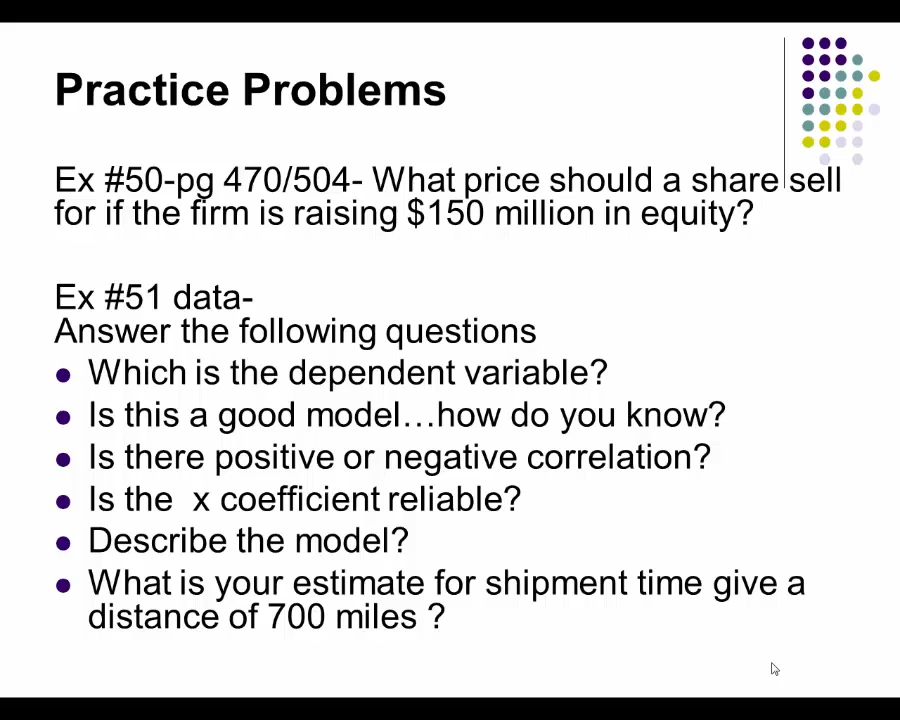 Practice Problems
Ex #50-pg 470/504- What price should a share sell
for if the firm is raising $150 million in equity?
Ex #51 data-
Answer the following questions
● Which is the dependent variable?
● Is this a good model…how do you know?
● Is there positive or negative correlation?
● Is the x coefficient reliable?
● Describe the model?
● What is your estimate for shipment time give a
distance of 700 miles ?